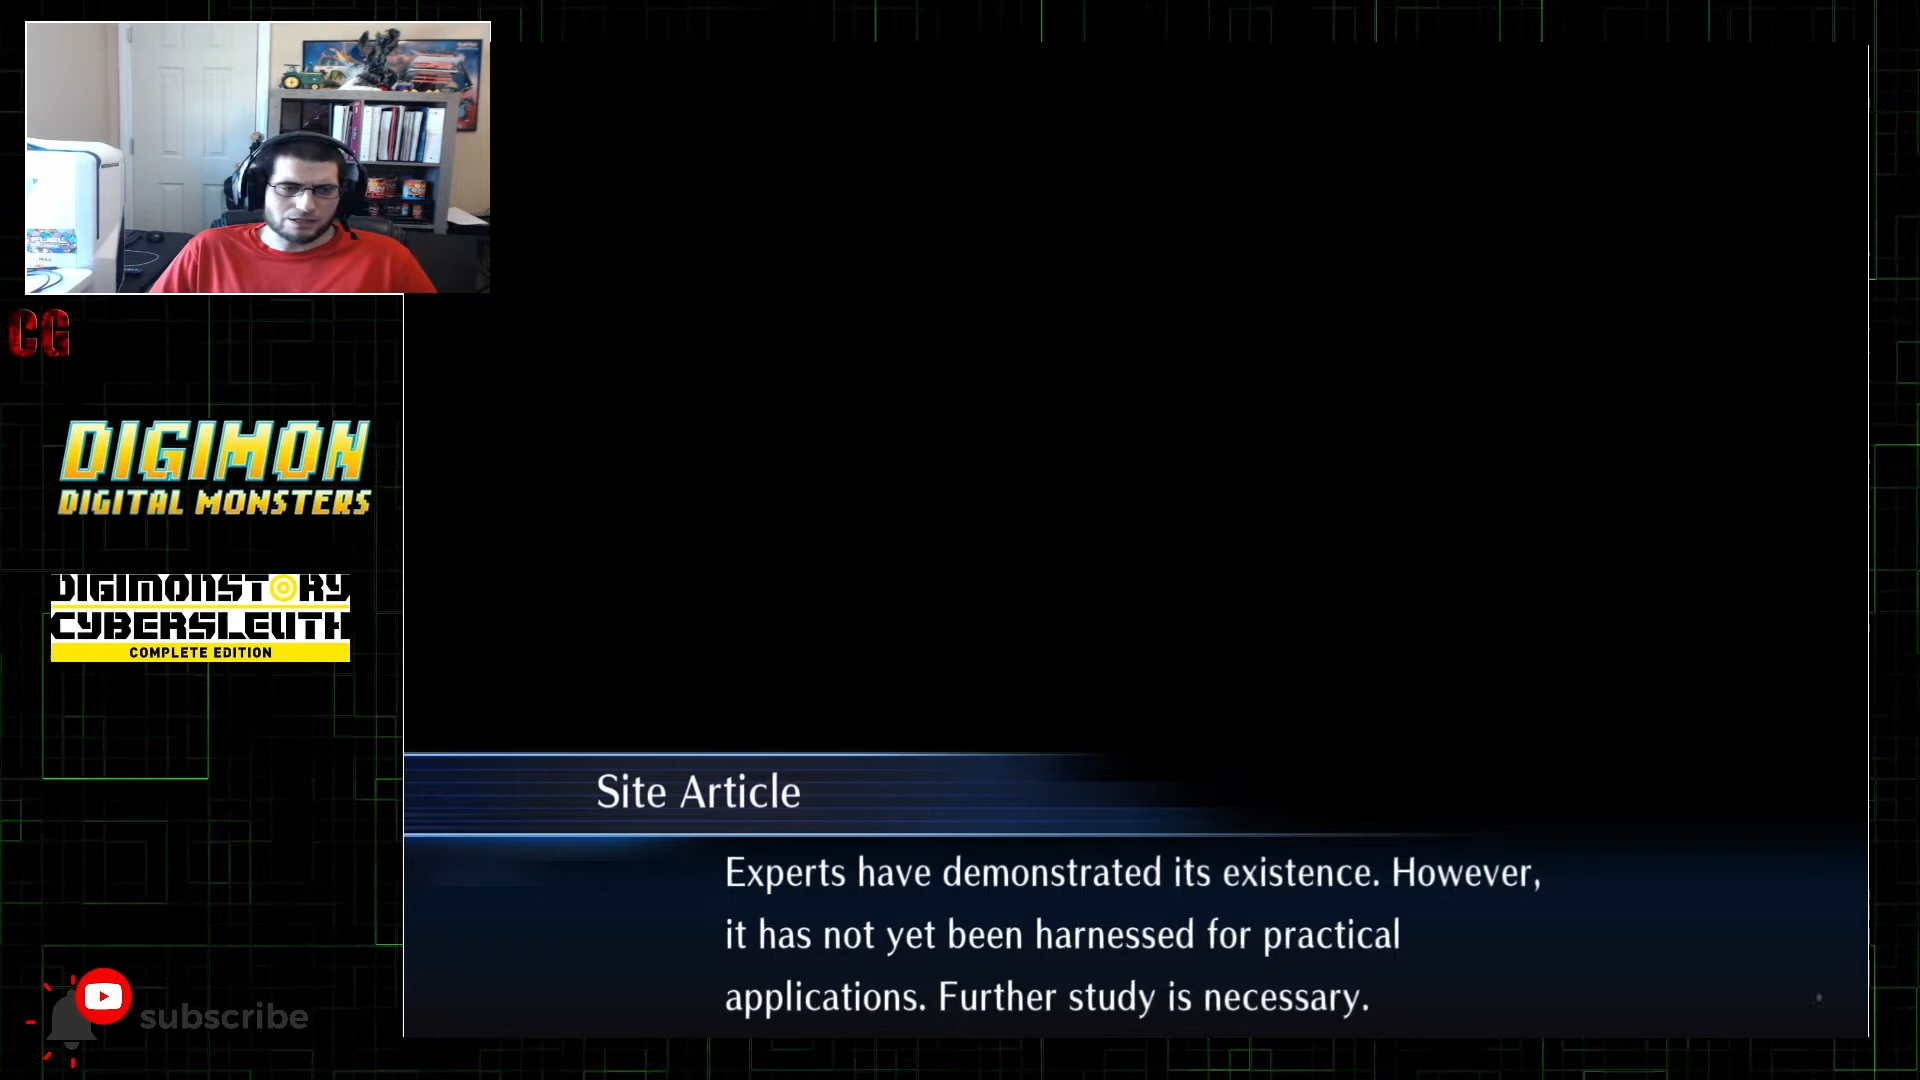 CG
DIGIMON
DIGITAL MONSTERS
DIGIMONSTORY
CYBERSLEUTH
COMPLETE EDITION
subscribe
Site Article
Experts have demonstrated its existence. However,
it has not yet been harnessed for practical
applications. Further study is necessary.